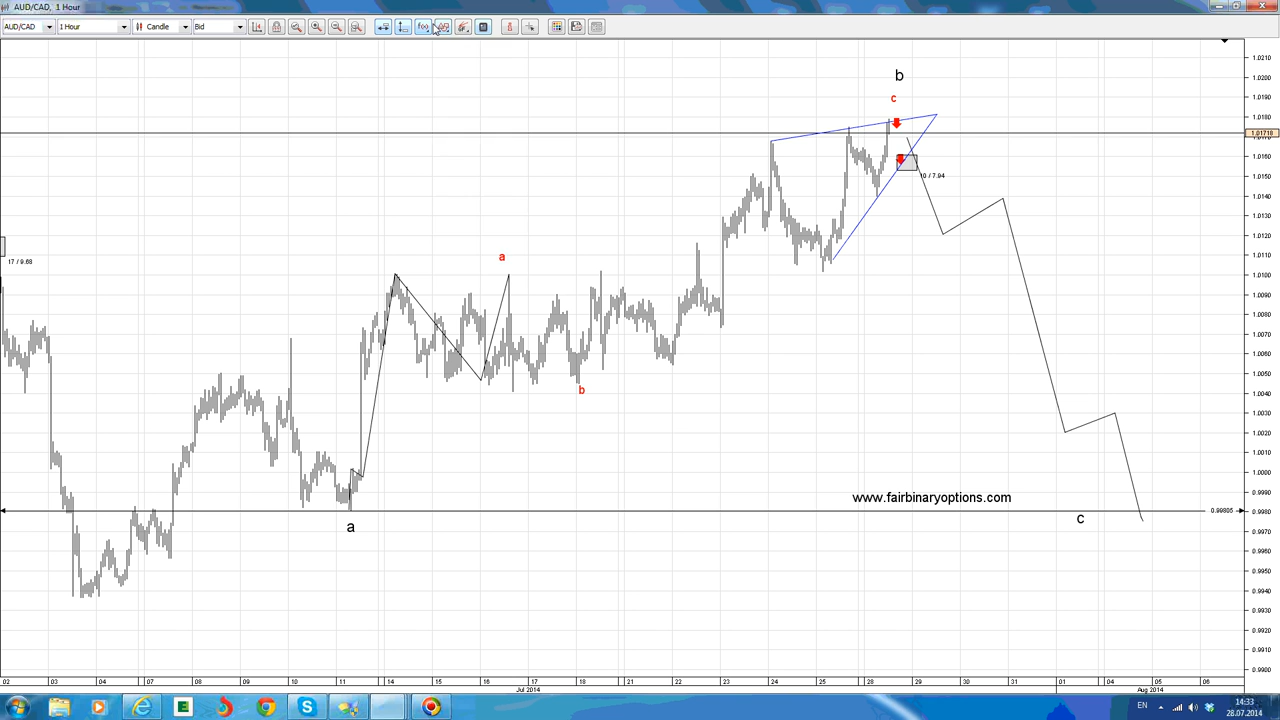 AUD/CAD, 1 Hour
AUD/CAD 1 Hour Candle Bid
1.0210
1.0200
1.0190
1.0180
1.01718
1.0160
1.0150
1.0140
1.0130
1.0120
1.0110
1.0100
1.0090
1.0080
1.0070
1.0060
1.0050
1.0040
1.0030
1.0020
1.0010
1.0000
0.9990
0.9980
0.9970
0.9960
0.9950
0.9940
0.9930
0.9920
0.9910
0.9900
b
c
10 / 7.94
17 / 9.68
a
b
www.fairbinaryoptions.com
0.99805
a
c
02 03 04 07 08 09 10 11 14 15 16 17 18 21 22 23 24 25 28 29 30 31 01 04 05 06
Jul 2014 Aug 2014
EN 14:33
28.07.2014